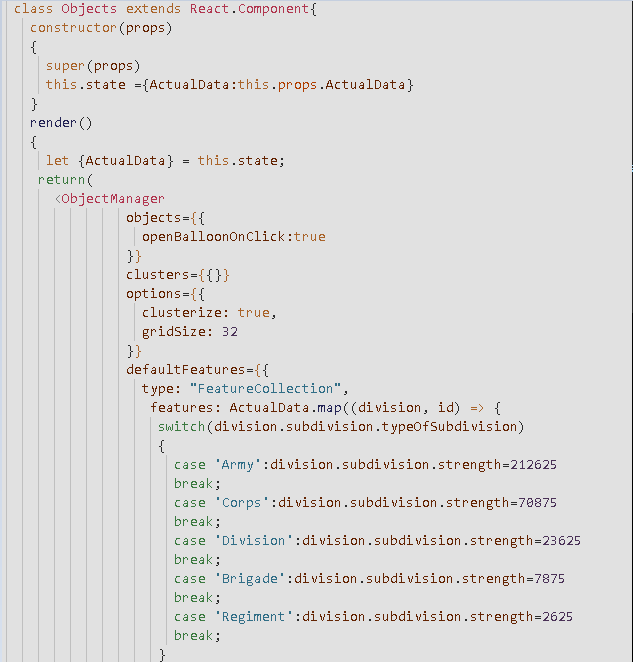 class Objects extends React.Component{
constructor(props)
{
super(props)
this.state ={ActualData:this.props.ActualData}
}
render()
{
let {ActualData} = this.state;
return(
<ObjectManager
objects={{
openBalloonOnClick:true
}}
clusters={{}}
options={{
clusterize: true,
gridSize: 32
}}
defaultFeatures={{
type: "FeatureCollection",
features: ActualData.map((division, id) => {
switch(division.subdivision.typeOfSubdivision)
{
case 'Army':division.subdivision.strength=212625
break;
case 'Corps':division.subdivision.strength=70875
break;
case 'Division':division.subdivision.strength=23625
break;
case 'Brigade':division.subdivision.strength=7875
break;
case 'Regiment':division.subdivision.strength=2625
break;
}